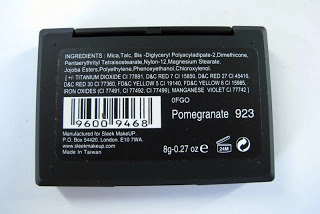 INGREDIENTS : Mica,Talc, Bis -Diglyceryl Polyacyladipate-2,Dimethicone,
Pentaerythrityl Tetraisostearate,Nylon-12,Magnesium Stearate,
Jojoba Esters,Polyethylene,Phenoxyethanol,Chloroxylenol.
[ +/- TITANIUM DIOXIDE CI 77891, D&C RED 7 CI 15850, D&C RED 27 CI 45410,
D&C RED 30 CI 77360, FD&C YELLOW 5 CI 19140, FD&C YELLOW 6 CI 15985,
IRON OXIDES (CI 77491, CI 77492, CI 77499), MANGANESE VIOLET CI 77742 ]
0FGO
Pomegranate 923
9600 9468
Manufactured for Sleek MakeUP.
P.O. Box 54420, London. E10 7WA.
www.sleekmakeup.com
Made In Taiwan
8g-0.27 oz e
24M